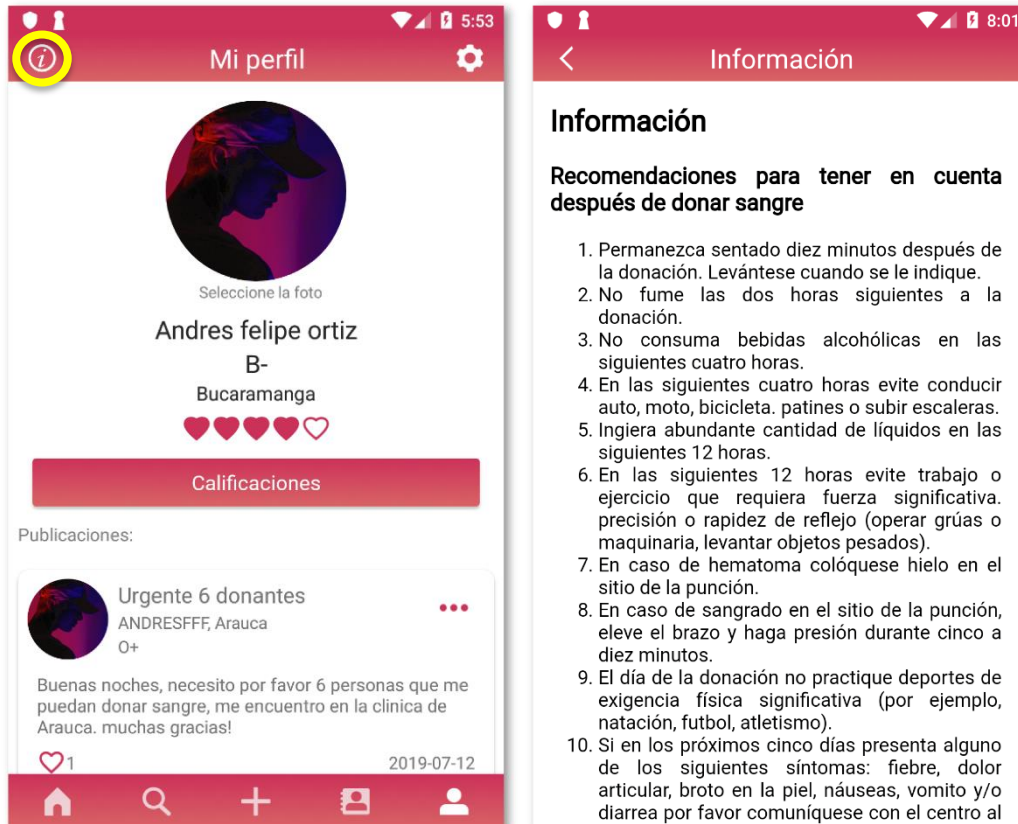 5:53
Mi perfil
Seleccione la foto
Andres felipe ortiz
B-
Bucaramanga
Calificaciones
Publicaciones:
Urgente 6 donantes
ANDRESFFF, Arauca
O+
Buenas noches, necesito por favor 6 personas que me
puedan donar sangre, me encuentro en la clinica de
Arauca. muchas gracias!
1
2019-07-12
8:01
Información
Información
Recomendaciones para tener en cuenta
después de donar sangre
1. Permanezca sentado diez minutos después de
la donación. Levántese cuando se le indique.
2. No fume las dos horas siguientes a la
donación.
3. No consuma bebidas alcohólicas en las
siguientes cuatro horas.
4. En las siguientes cuatro horas evite conducir
auto, moto, bicicleta. patines o subir escaleras.
5. Ingiera abundante cantidad de líquidos en las
siguientes 12 horas.
6. En las siguientes 12 horas evite trabajo o
ejercicio que requiera fuerza significativa.
precisión o rapidez de reflejo (operar grúas o
maquinaria, levantar objetos pesados).
7. En caso de hematoma colóquese hielo en el
sitio de la punción.
8. En caso de sangrado en el sitio de la punción,
eleve el brazo y haga presión durante cinco a
diez minutos.
9. El día de la donación no practique deportes de
exigencia física significativa (por ejemplo,
natación, futbol, atletismo).
10. Si en los próximos cinco días presenta alguno
de los siguientes síntomas: fiebre, dolor
articular, broto en la piel, náuseas, vomito y/o
diarrea por favor comuníquese con el centro al